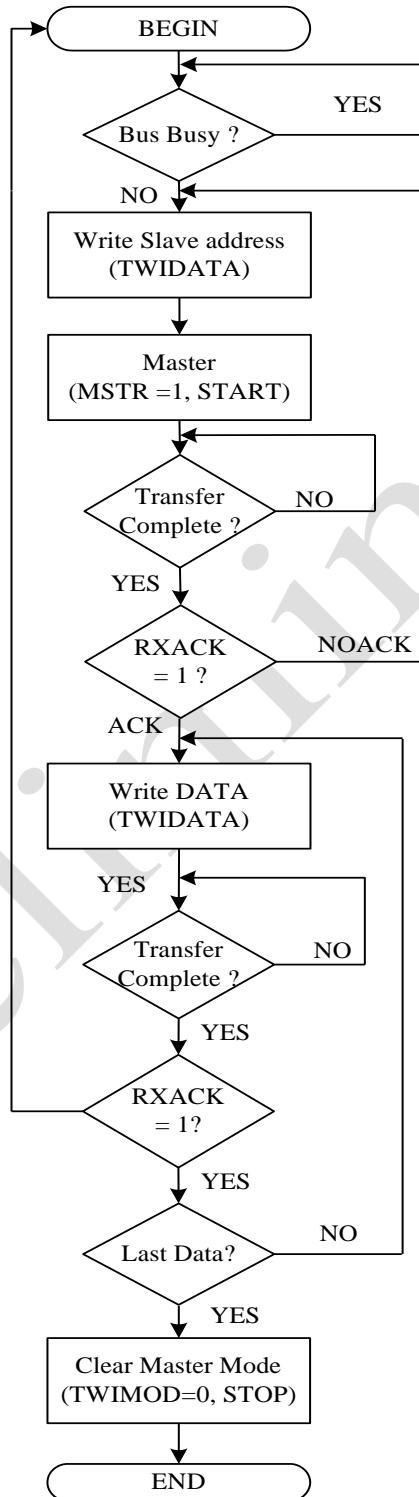 BEGIN
YES
Bus Busy ?
NO
Write Slave address
(TWIDATA)
Master
(MSTR =1, START)
Transfer
Complete ?
NO
YES
RXACK
= 1 ?
NOACK
ACK
Write DATA
(TWIDATA)
YES
Transfer
Complete ?
NO
YES
RXACK
= 1?
YES
Last Data?
NO
YES
Clear Master Mode
(TWIMOD=0, STOP)
END